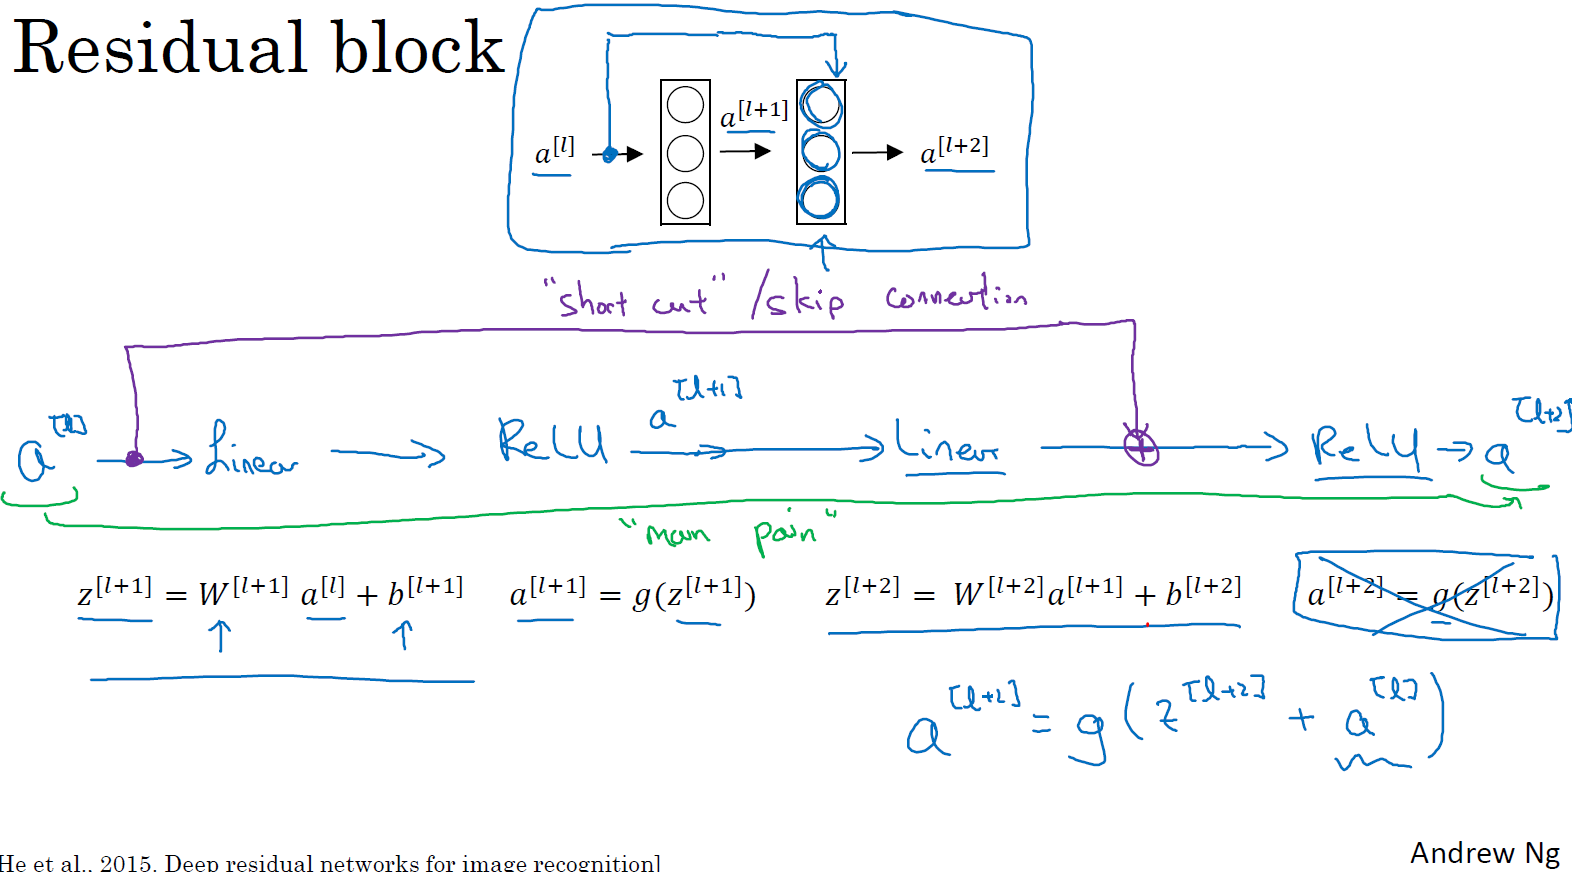 Residual block
a^[l] a^[l+1] a^[l+2]
"short cut" / skip connection
a^[l] → Linear → ReLU a^[l+1] → Linear → + → ReLU → a^[l+2]
"main path"
z^[l+1] = W^[l+1] a^[l] + b^[l+1] a^[l+1] = g(z^[l+1]) z^[l+2] = W^[l+2] a^[l+1] + b^[l+2] a^[l+2] = g(z^[l+2])
a^[l+2] = g(z^[l+2] + a^[l])
He et al., 2015. Deep residual networks for image recognition]
Andrew Ng